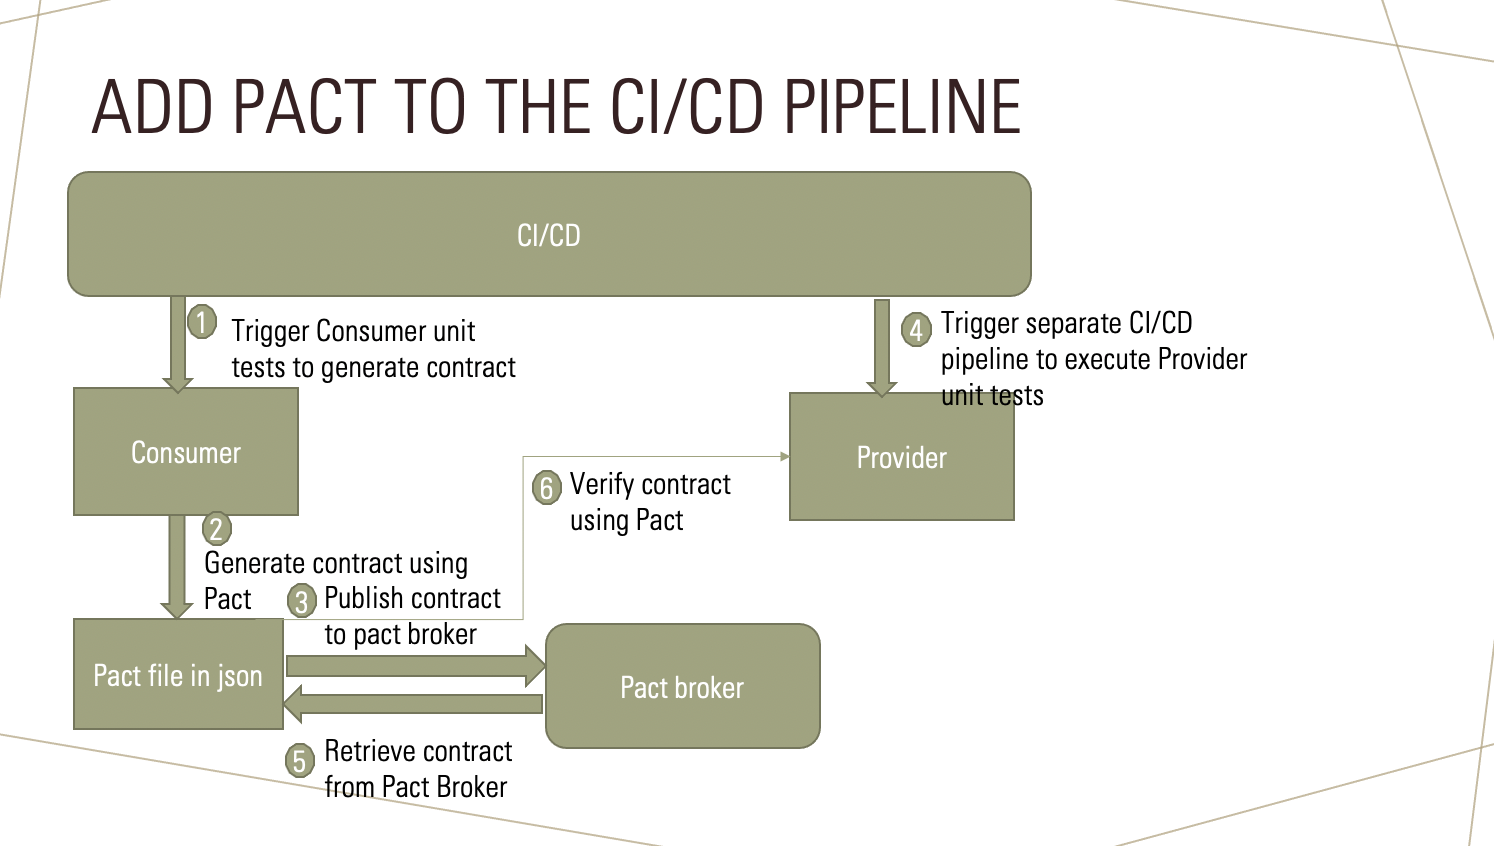 ADD PACT TO THE CI/CD PIPELINE
CI/CD
1
Trigger Consumer unit
tests to generate contract
4
Trigger separate CI/CD
pipeline to execute Provider
unit tests
Consumer
Provider
6
Verify contract
using Pact
2
Generate contract using
Pact
3
Publish contract
to pact broker
Pact file in json
Pact broker
5
Retrieve contract
from Pact Broker